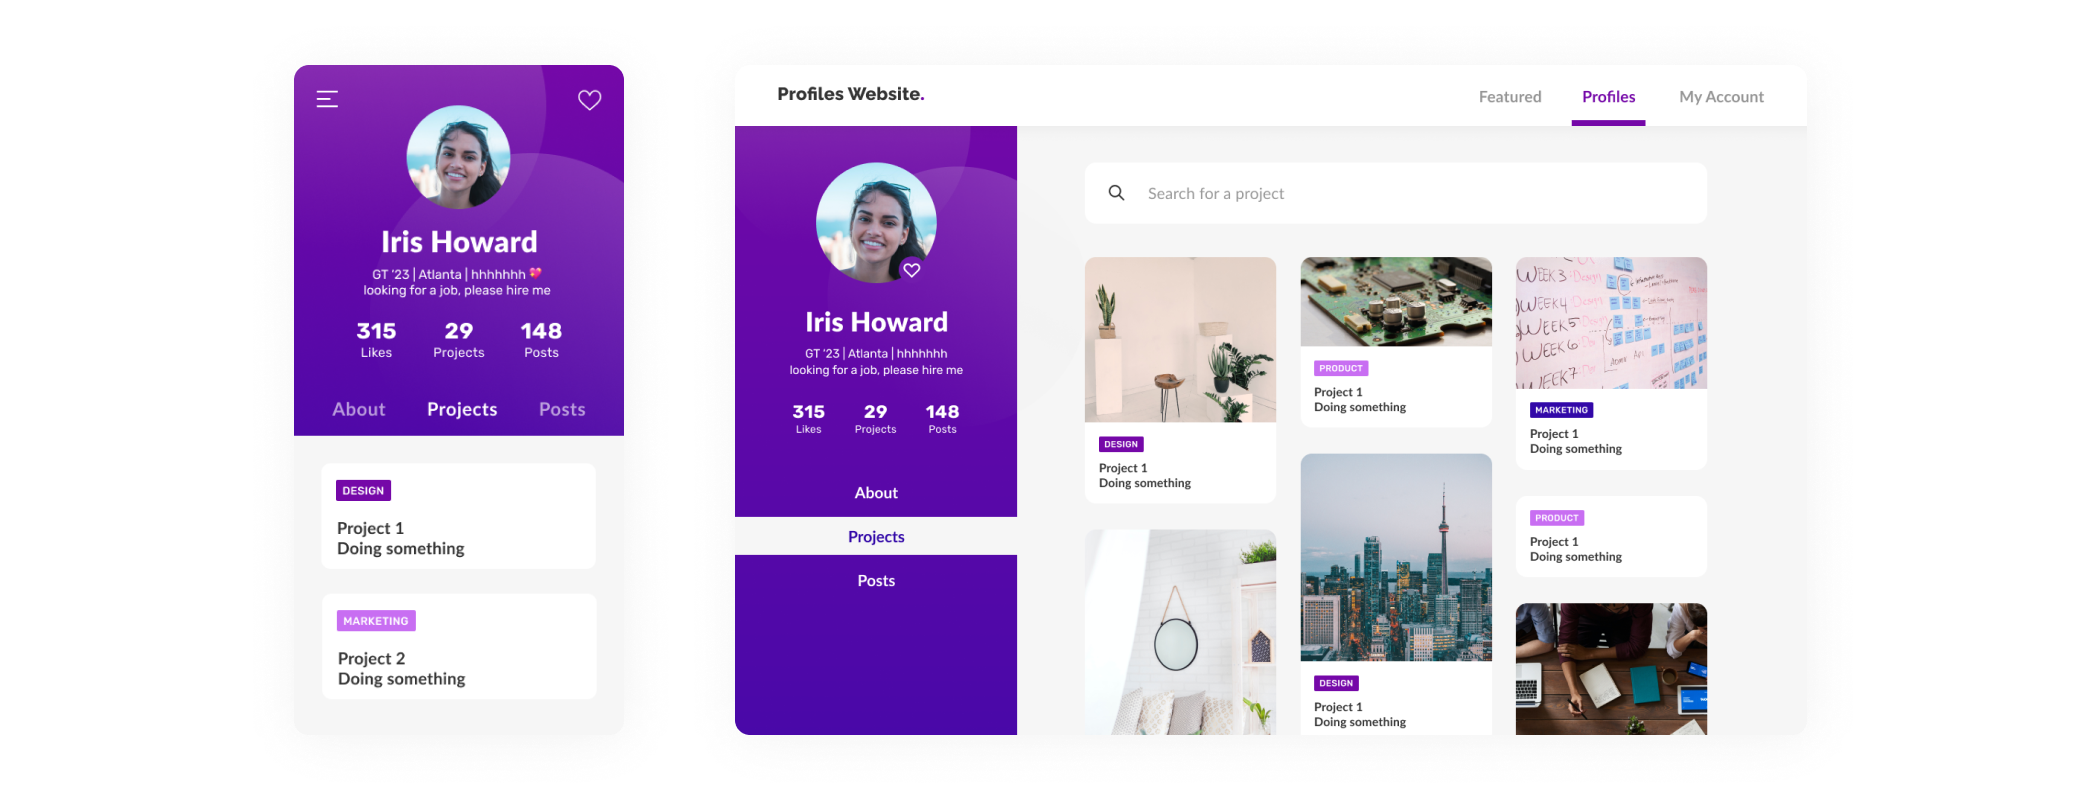 Iris Howard
GT '23 | Atlanta | hhhhhhh 💖
looking for a job, please hire me
315 29 148
Likes Projects Posts
About Projects Posts
DESIGN
Project 1
Doing something
MARKETING
Project 2
Doing something
Profiles Website.
Featured Profiles My Account
Iris Howard
GT '23 | Atlanta | hhhhhhh
looking for a job, please hire me
315 29 148
Likes Projects Posts
About
Projects
Posts
Search for a project
DESIGN
Project 1
Doing something
PRODUCT
Project 1
Doing something
DESIGN
Project 1
Doing something
WEEK 3
Design
WEEK 4
WEEK 5
WEEK 6
WEEK 7
MARKETING
Project 1
Doing something
PRODUCT
Project 1
Doing something